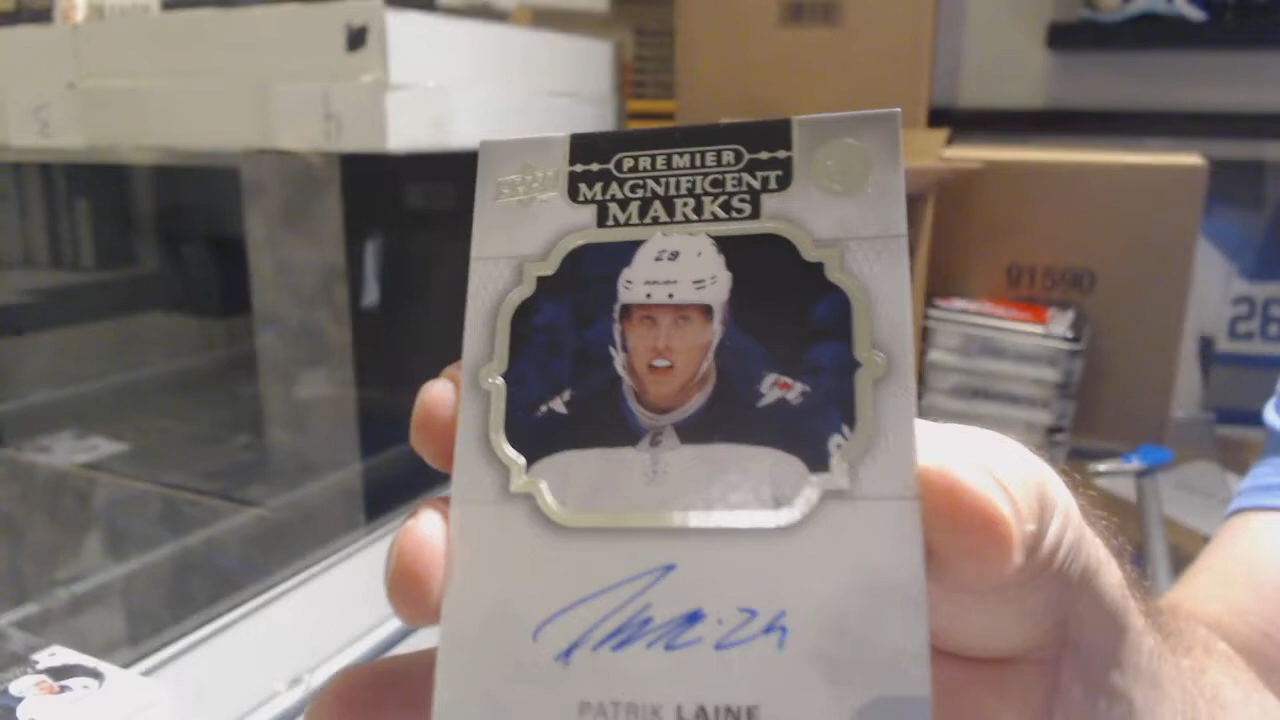 PREMIER
MAGNIFICENT
MARKS
29
PATRIK LAINE
91590
26